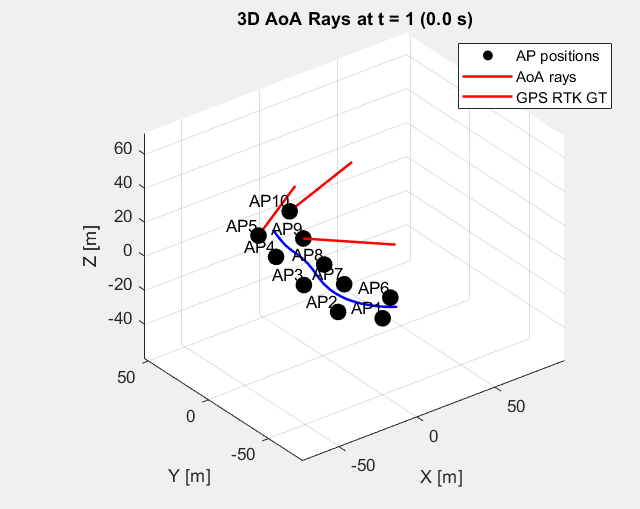 3D AoA Rays at t = 1 (0.0 s)
AP positions
AoA rays
GPS RTK GT
60
40
20
0
-20
-40
Z [m]
AP10
AP5
AP9
AP4
AP8
AP3
AP7
AP6
AP2
AP1
50
0
-50
Y [m]
-50
0
50
X [m]